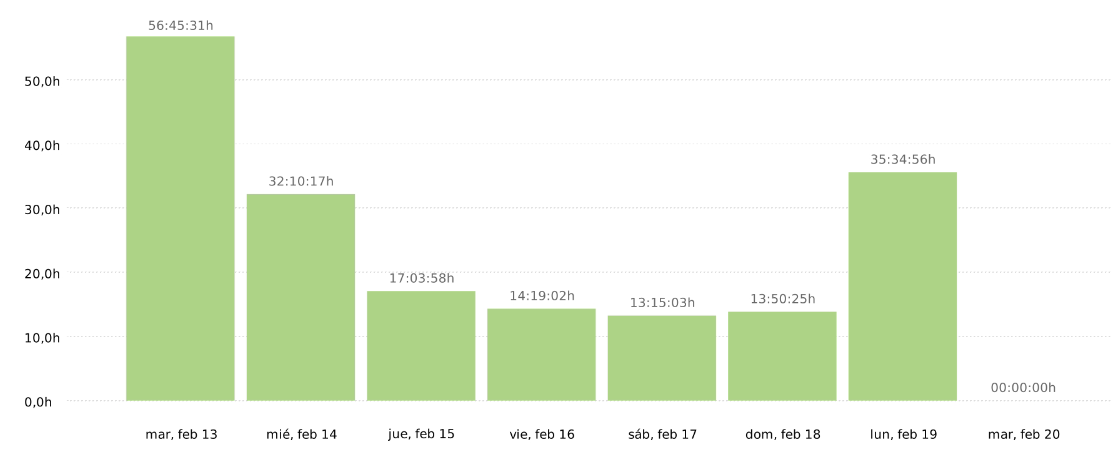 56:45:31h
50,0h
40,0h
35:34:56h
32:10:17h
30,0h
20,0h
17:03:58h
14:19:02h
13:15:03h
13:50:25h
10,0h
00:00:00h
0,0h
mar, feb 13
mié, feb 14
jue, feb 15
vie, feb 16
sáb, feb 17
dom, feb 18
lun, feb 19
mar, feb 20